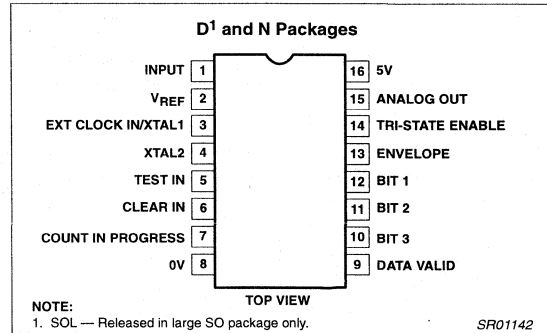 D1 and N Packages
INPUT 1
VREF 2
EXT CLOCK IN/XTAL1 3
XTAL2 4
TEST IN 5
CLEAR IN 6
COUNT IN PROGRESS 7
0V 8
16 5V
15 ANALOG OUT
14 TRI-STATE ENABLE
13 ENVELOPE
12 BIT 1
11 BIT 2
10 BIT 3
9 DATA VALID
TOP VIEW
NOTE:
1. SOL — Released in large SO package only.
SR01142